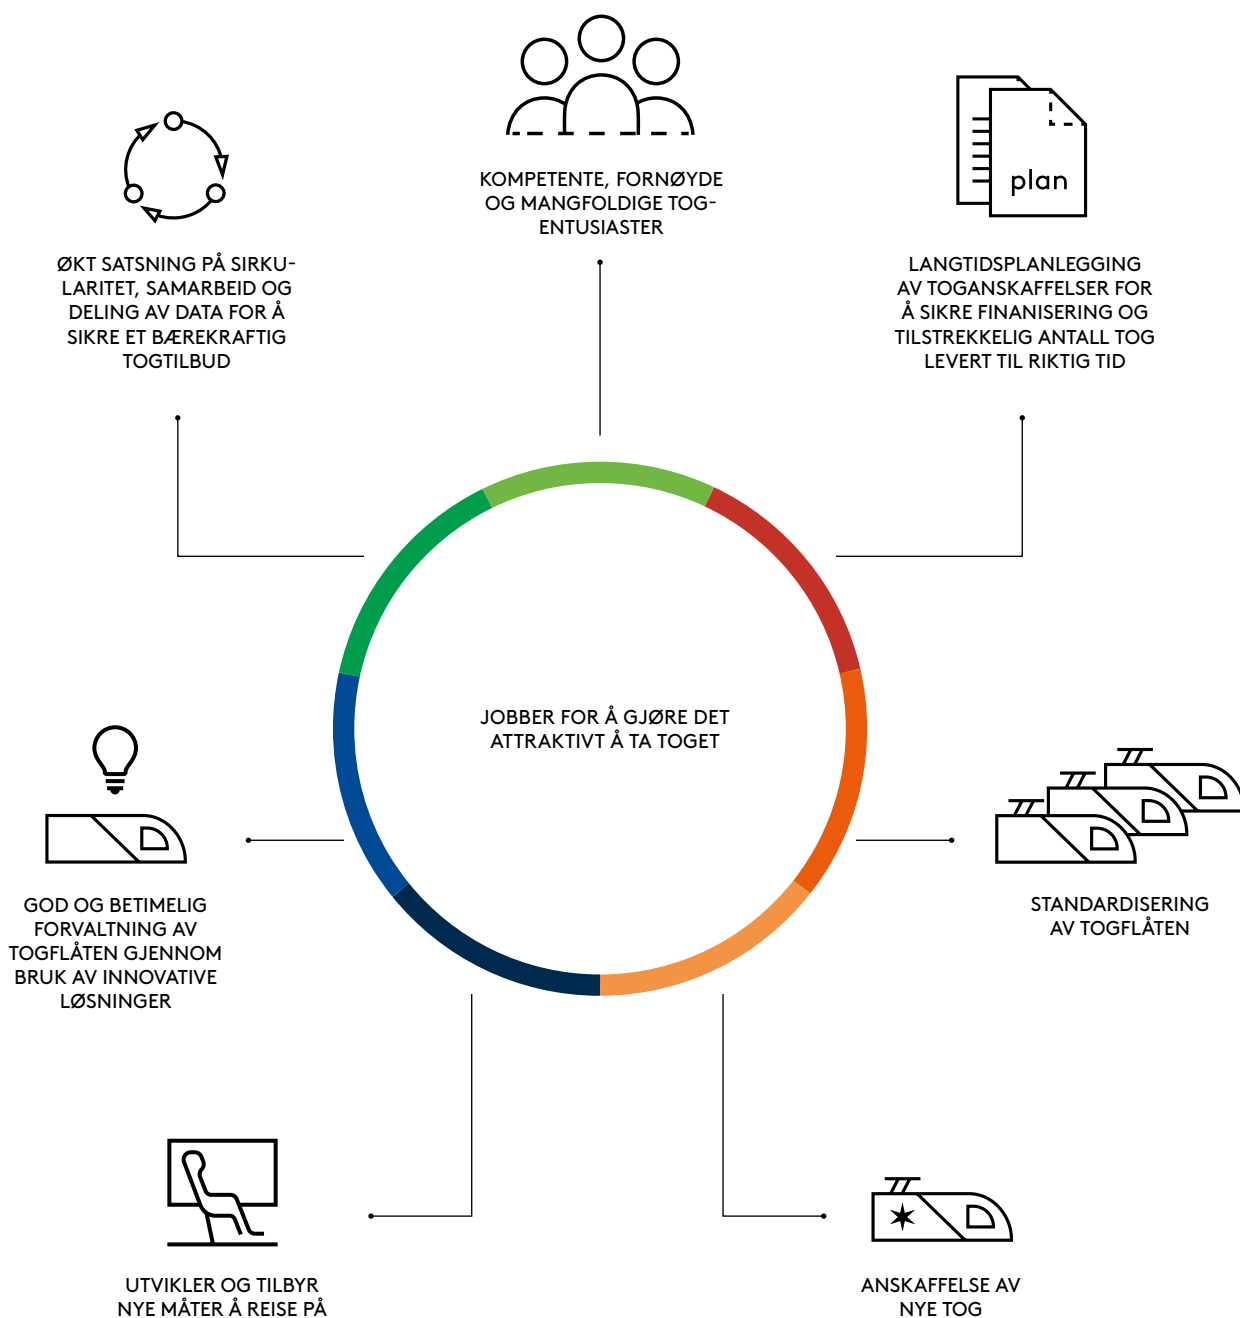 KOMPETENTE, FORNØYDE
OG MANGFOLDIGE TOG-
ENTUSIASTER
plan
ØKT SATSNING PÅ SIRKU-
LARITET, SAMARBEID OG
DELING AV DATA FOR Å
SIKRE ET BÆREKRAFTIG
TOGTILBUD
LANGTIDSPLANLEGGING
AV TOGANSKAFFELSER FOR
Å SIKRE FINANISERING OG
TILSTREKKELIG ANTALL TOG
LEVERT TIL RIKTIG TID
JOBBER FOR Å GJØRE DET
ATTRAKTIVT Å TA TOGET
GOD OG BETIMELIG
FORVALTNING AV
TOGFLÅTEN GJENNOM
BRUK AV INNOVATIVE
LØSNINGER
STANDARDISERING
AV TOGFLÅTEN
UTVIKLER OG TILBYR
NYE MÅTER Å REISE PÅ
ANSKAFFELSE AV
NYE TOG